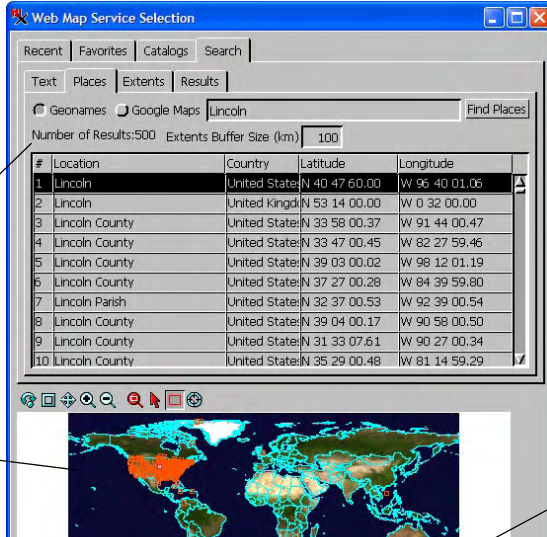 Web Map Service Selection
Recent Favorites Catalogs Search
Text Places Extents Results
Geonames Google Maps Lincoln Find Places
Number of Results:500 Extents Buffer Size (km) 100
# Location Country Latitude Longitude
1 Lincoln United States N 40 47 60.00 W 96 40 01.06
2 Lincoln United Kingd N 53 14 00.00 W 0 32 00.00
3 Lincoln County United States N 33 58 00.37 W 91 44 00.47
4 Lincoln County United States N 33 47 00.45 W 82 27 59.46
5 Lincoln County United States N 39 03 00.02 W 98 12 01.19
6 Lincoln County United States N 37 27 00.28 W 84 39 59.80
7 Lincoln Parish United States N 32 37 00.53 W 92 39 00.54
8 Lincoln County United States N 39 04 00.17 W 90 58 00.50
9 Lincoln County United States N 31 33 07.61 W 90 27 00.34
10 Lincoln County United States N 35 29 00.48 W 81 14 59.29